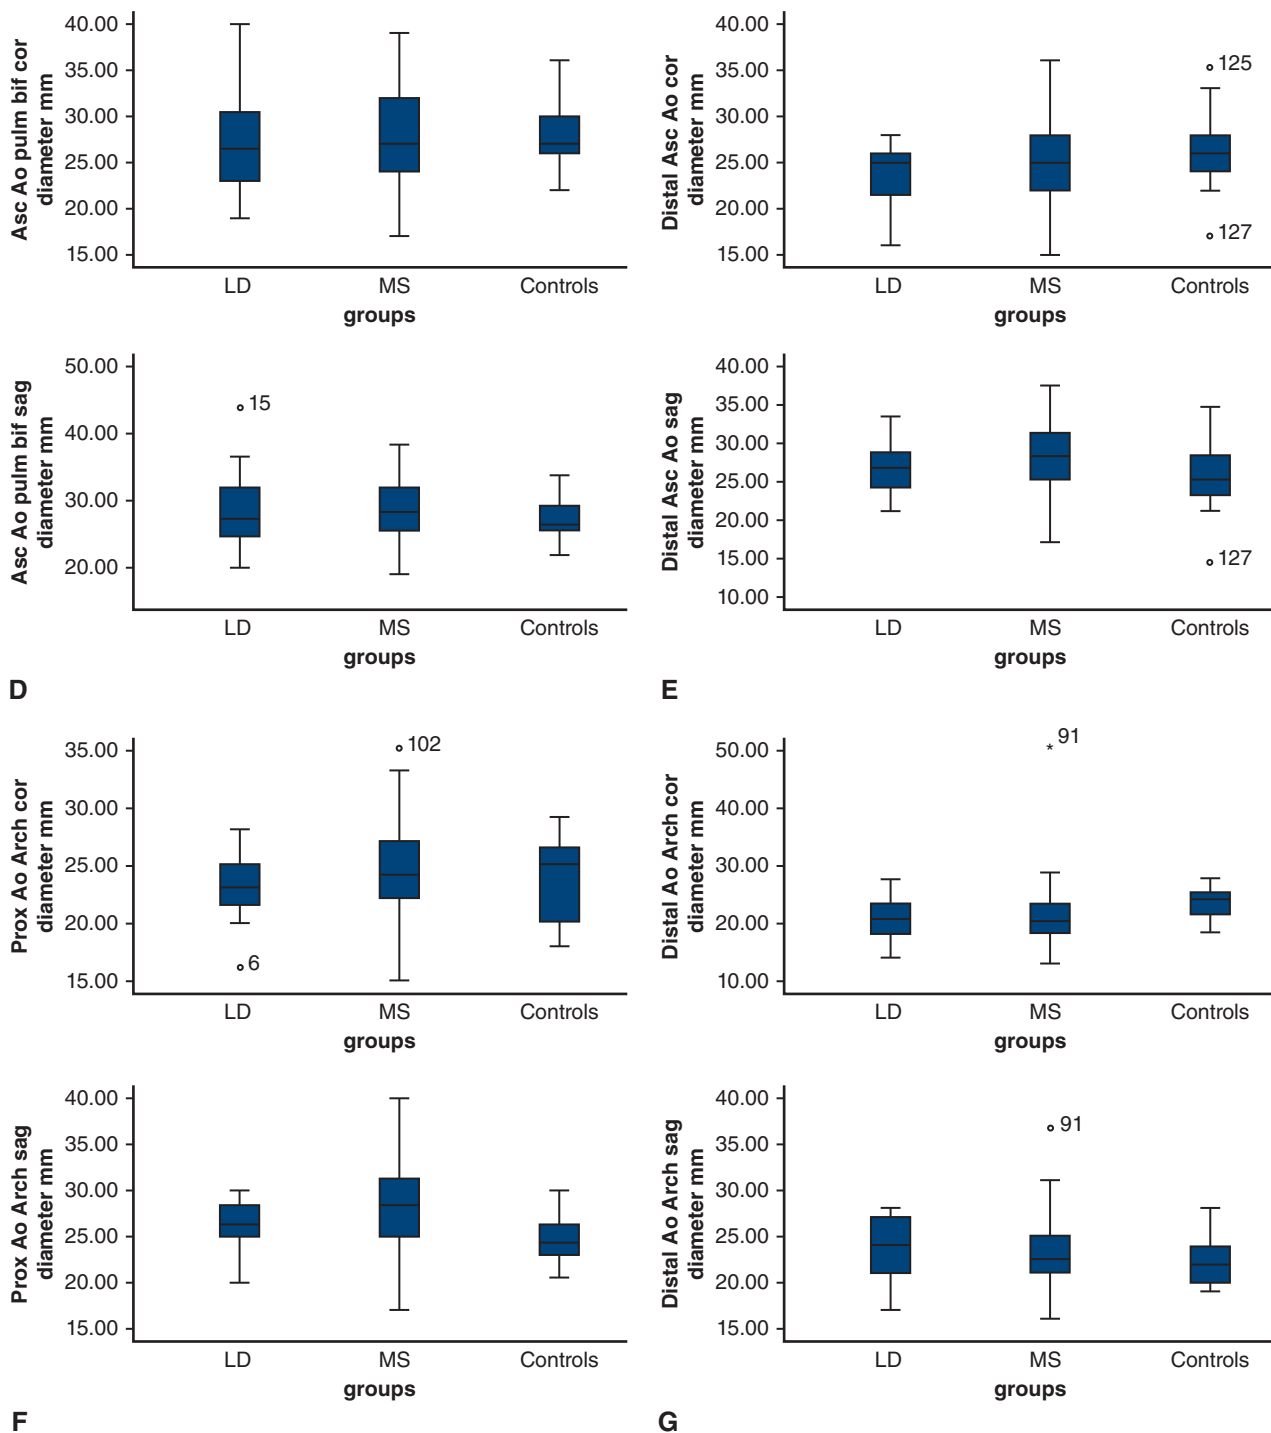 Asc Ao pulm bif cor
diameter mm
40.00
35.00
30.00
25.00
20.00
15.00
LD
MS
Controls
groups
Distal Asc Ao cor
diameter mm
40.00
35.00
30.00
25.00
20.00
15.00
125
127
LD
MS
Controls
groups
Asc Ao pulm bif sag
diameter mm
50.00
40.00
30.00
20.00
15
LD
MS
Controls
groups
D
Distal Asc Ao sag
diameter mm
40.00
35.00
30.00
25.00
20.00
15.00
10.00
127
LD
MS
Controls
groups
E
Prox Ao Arch cor
diameter mm
35.00
30.00
25.00
20.00
15.00
102
6
LD
MS
Controls
groups
Distal Ao Arch cor
diameter mm
50.00
40.00
30.00
20.00
10.00
* 91
LD
MS
Controls
groups
Prox Ao Arch sag
diameter mm
40.00
35.00
30.00
25.00
20.00
15.00
LD
MS
Controls
groups
F
Distal Ao Arch sag
diameter mm
40.00
35.00
30.00
25.00
20.00
15.00
91
LD
MS
Controls
groups
G